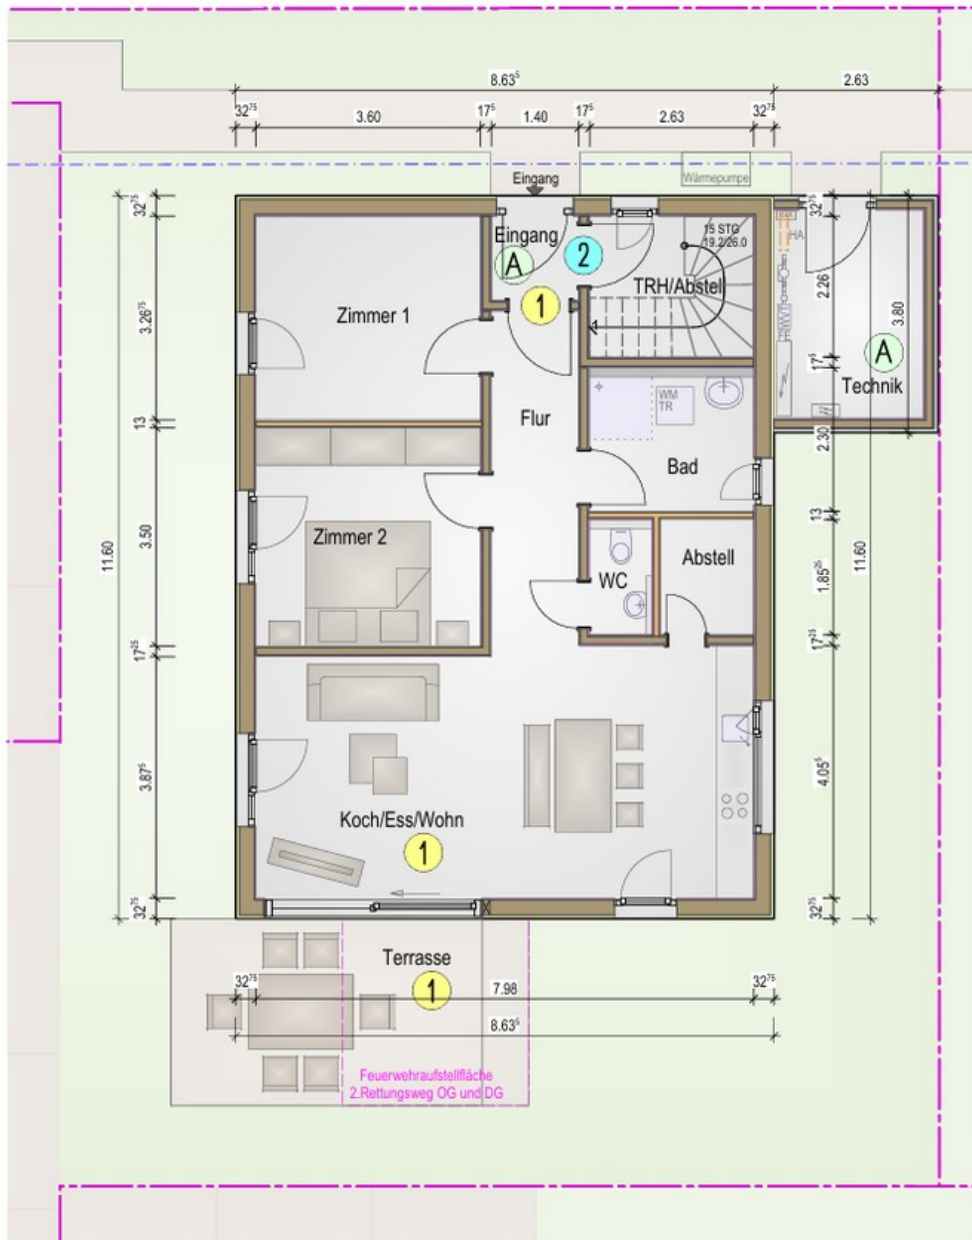 8.63⁵
2.63
32⁷⁵
3.60
17⁵
1.40
17⁵
2.63
32⁷⁵
Eingang
Wärmepumpe
32⁷⁵
32⁷⁵
Eingang
A
2
15 STG
19.2/26.0
HA
TRH/Abstell
1
Zimmer 1
3.26⁷⁵
2.26
3.80
A
Technik
17⁵
WM
TR
Flur
13
2.30
Bad
3.50
Zimmer 2
13
11.60
11.60
WC
Abstell
1.85²⁵
17²⁵
17²⁵
3.87⁵
4.05⁵
Koch/Ess/Wohn
1
32⁷⁵
32⁷⁵
Terrasse
1
32⁷⁵
7.98
32⁷⁵
8.63⁵
Feuerwehraufstellfläche
2.Rettungsweg OG und DG